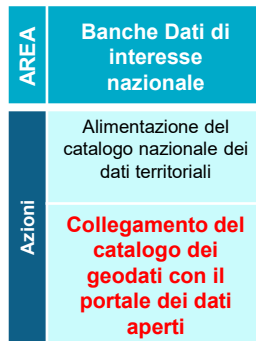 AREA
Banche Dati di
interesse
nazionale
Azioni
Alimentazione del
catalogo nazionale dei
dati territoriali
Collegamento del
catalogo dei
geodati con il
portale dei dati
aperti